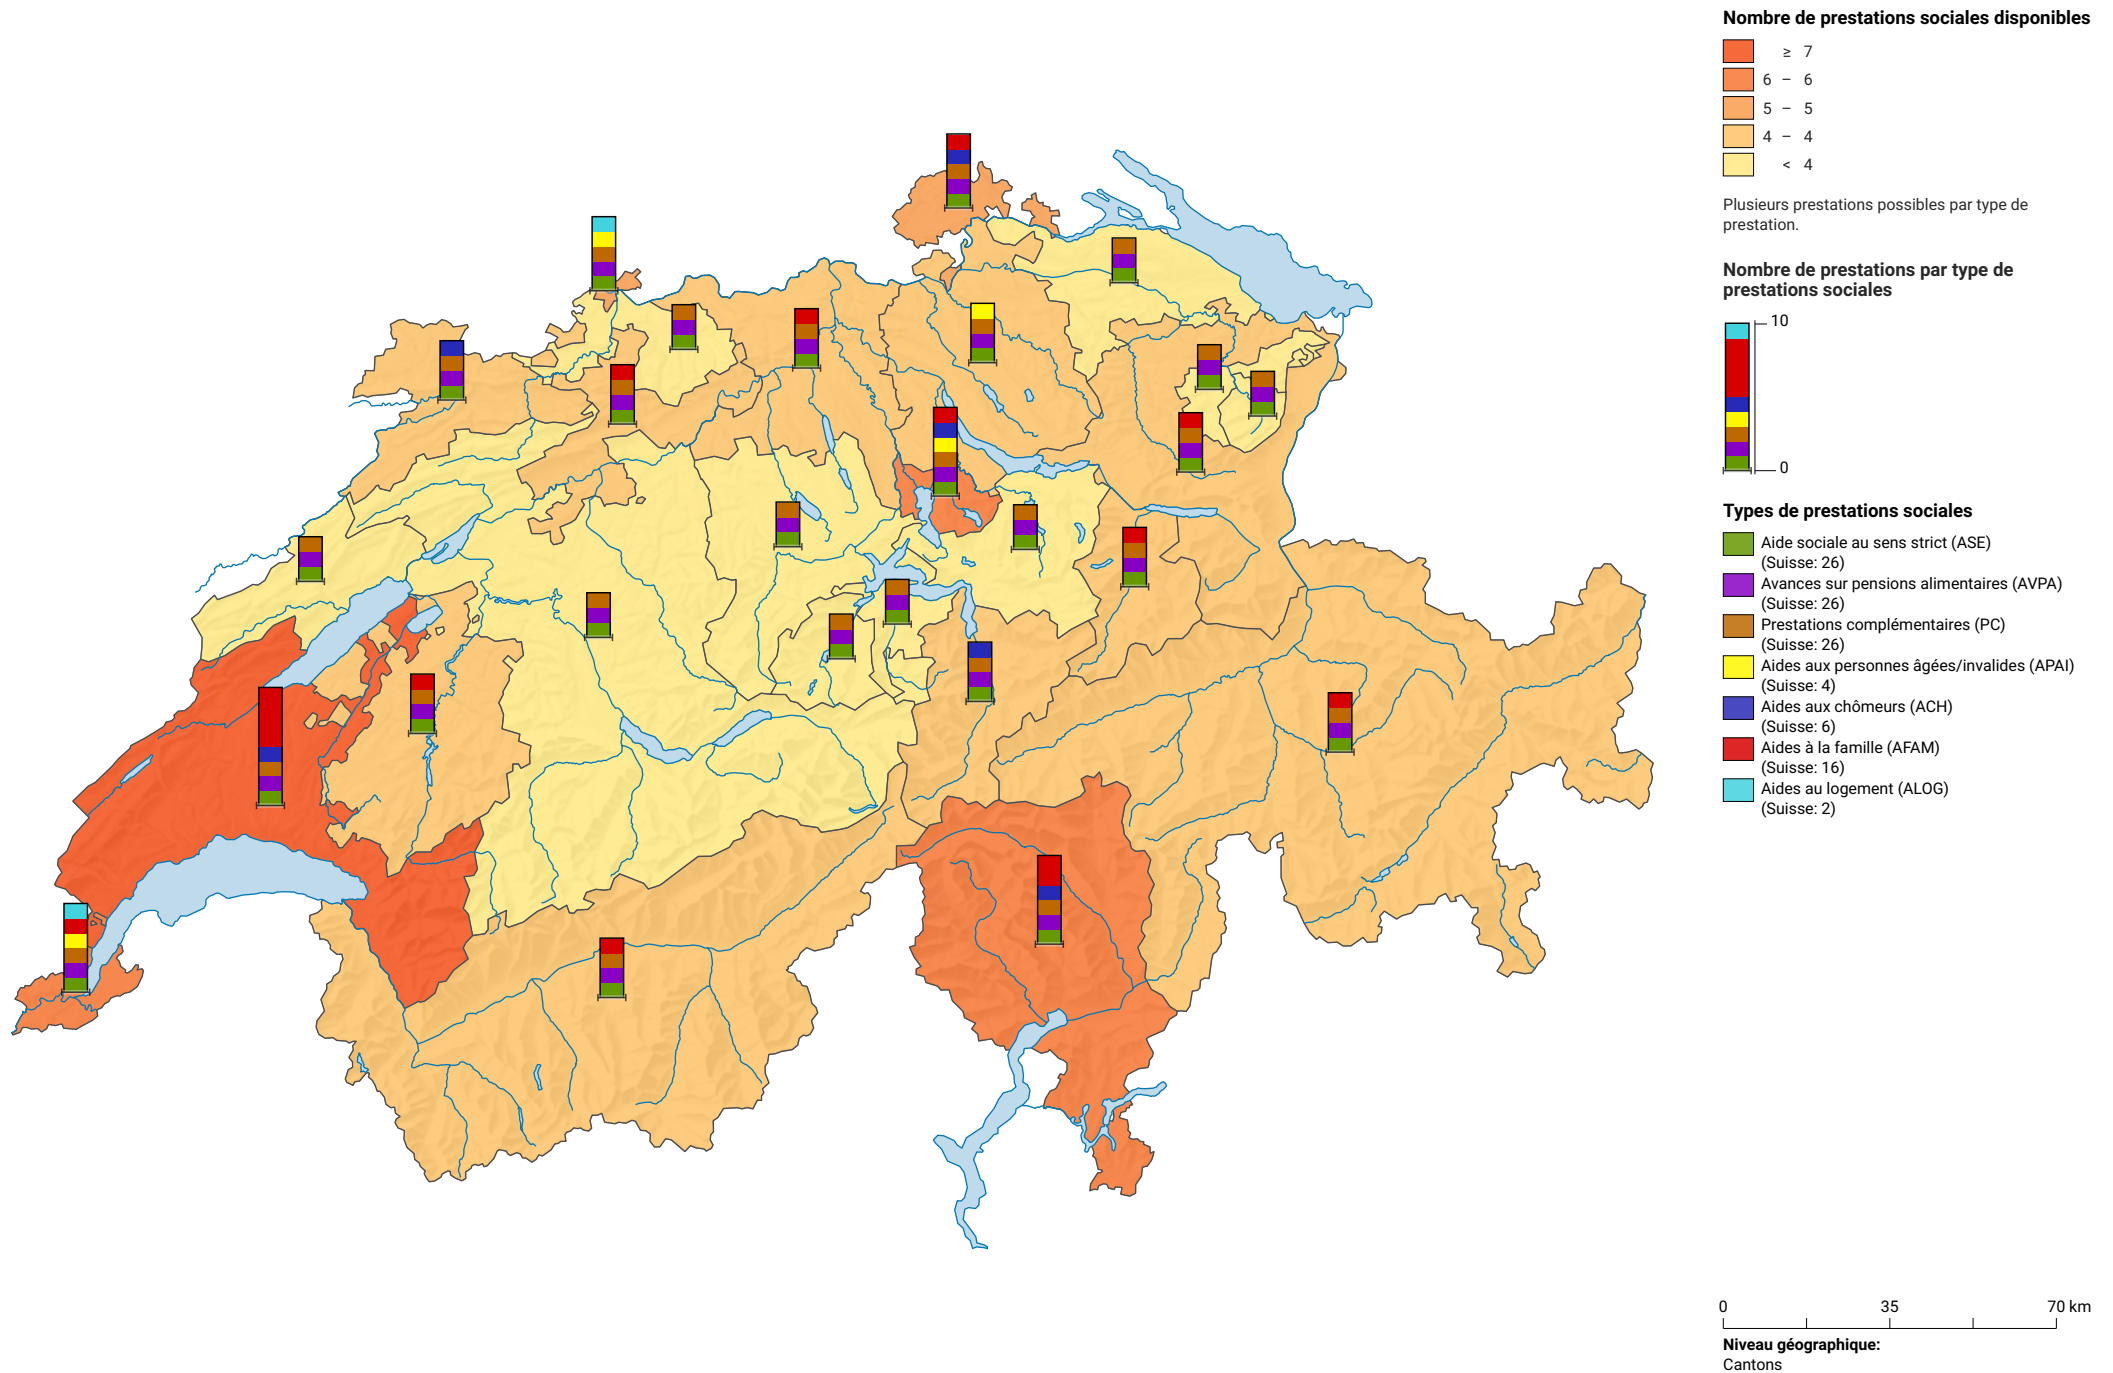 Nombre de prestations sociales disponibles
≥ 7
6 – 6
5 – 5
4 – 4
< 4
Plusieurs prestations possibles par type de
prestation.
Nombre de prestations par type de
prestations sociales
10
0
Types de prestations sociales
Aide sociale au sens strict (ASE)
(Suisse: 26)
Avances sur pensions alimentaires (AVPA)
(Suisse: 26)
Prestations complémentaires (PC)
(Suisse: 26)
Aides aux personnes âgées/invalides (APAI)
(Suisse: 4)
Aides aux chômeurs (ACH)
(Suisse: 6)
Aides à la famille (AFAM)
(Suisse: 16)
Aides au logement (ALOG)
(Suisse: 2)
0 35 70 km
Niveau géographique:
Cantons